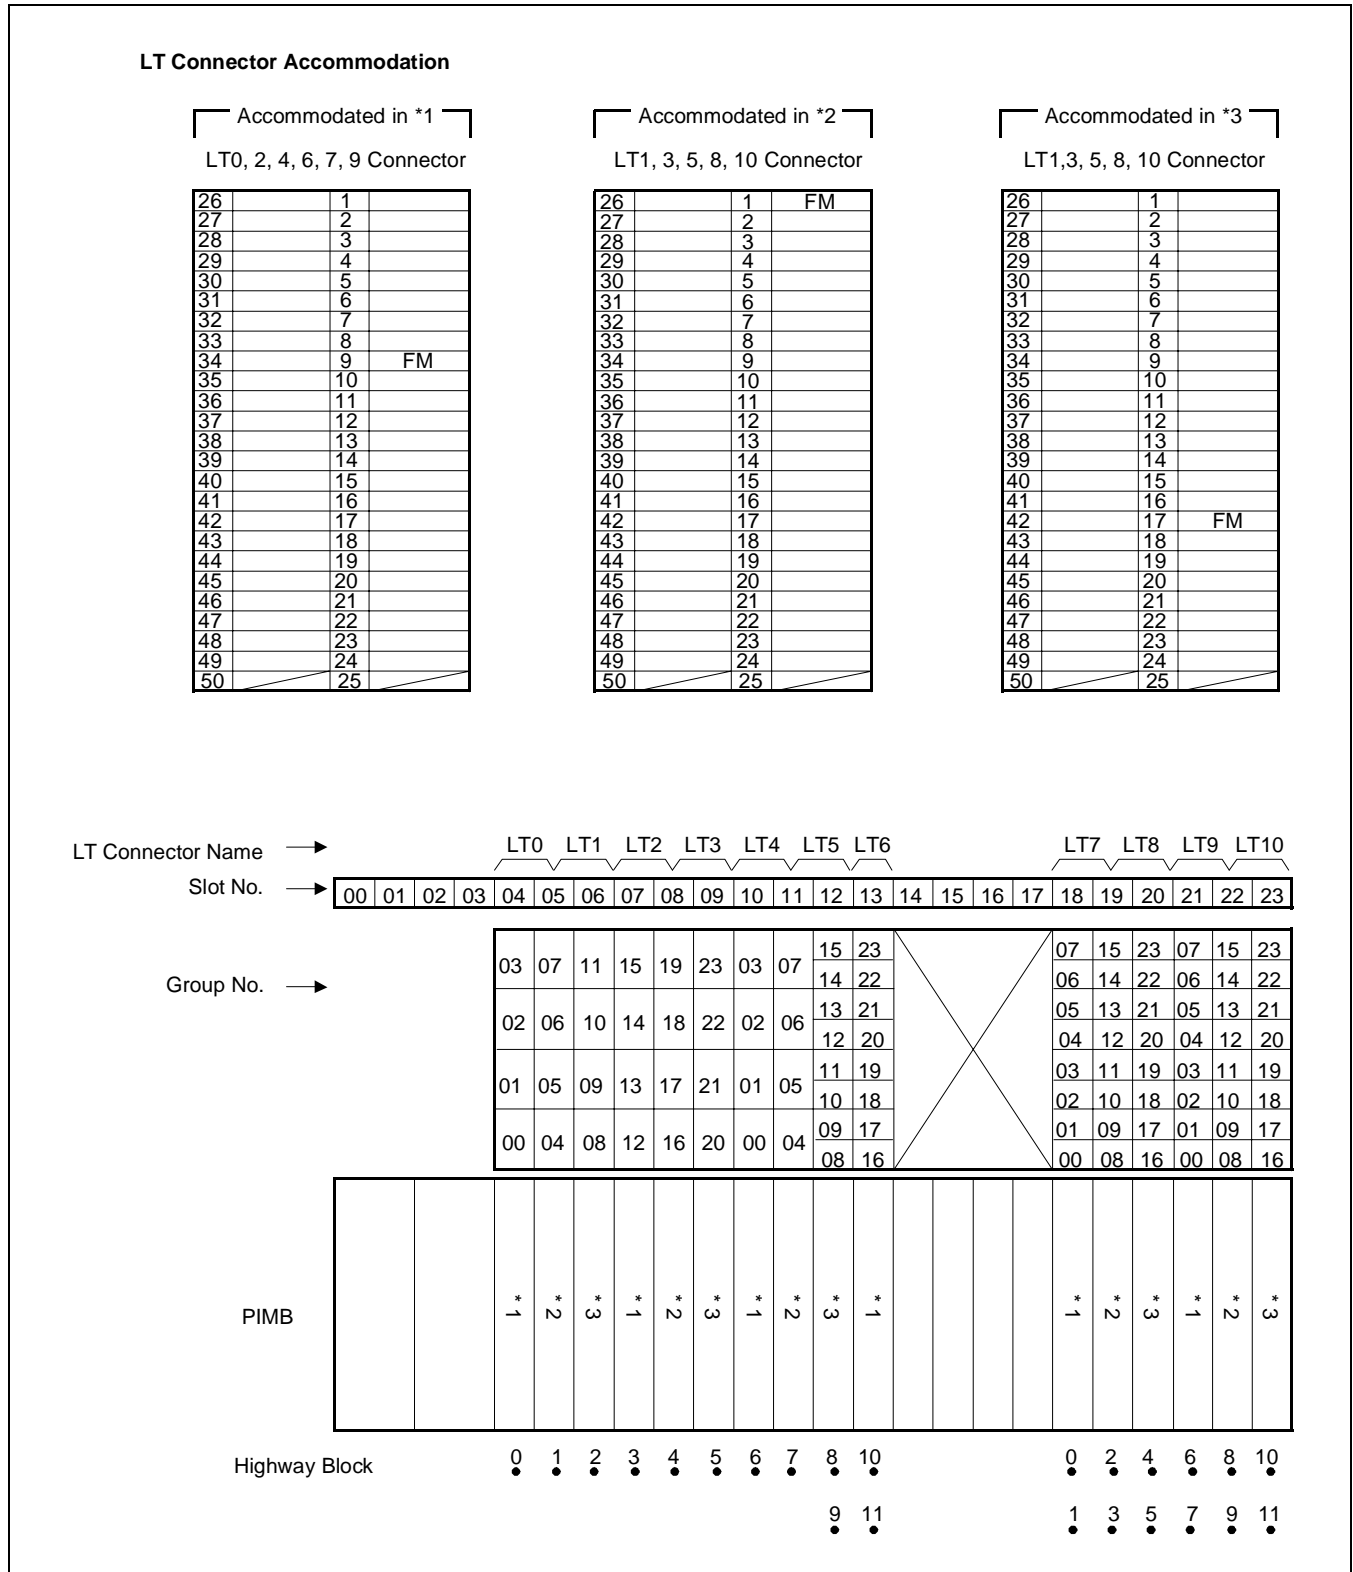 LT Connector Accommodation
Accommodated in *1 Accommodated in *2 Accommodated in *3
LT0, 2, 4, 6, 7, 9 Connector LT1, 3, 5, 8, 10 Connector LT1,3, 5, 8, 10 Connector
26 1 26 1 FM 26 1
27 2 27 2 27 2
28 3 28 3 28 3
29 4 29 4 29 4
30 5 30 5 30 5
31 6 31 6 31 6
32 7 32 7 32 7
33 8 33 8 33 8
34 9 FM 34 9 34 9
35 10 35 10 35 10
36 11 36 11 36 11
37 12 37 12 37 12
38 13 38 13 38 13
39 14 39 14 39 14
40 15 40 15 40 15
41 16 41 16 41 16
42 17 42 17 42 17 FM
43 18 43 18 43 18
44 19 44 19 44 19
45 20 45 20 45 20
46 21 46 21 46 21
47 22 47 22 47 22
48 23 48 23 48 23
49 24 49 24 49 24
50 25 50 25 50 25
LT Connector Name LT0 LT1 LT2 LT3 LT4 LT5 LT6 LT7 LT8 LT9 LT10
Slot No. 00 01 02 03 04 05 06 07 08 09 10 11 12 13 14 15 16 17 18 19 20 21 22 23
Group No.
03 07 11 15 19 23 03 07 15 23 07 15 23 07 15 23
14 22 06 14 22 06 14 22
02 06 10 14 18 22 02 06 13 21 05 13 21 05 13 21
12 20 04 12 20 04 12 20
01 05 09 13 17 21 01 05 11 19 03 11 19 03 11 19
10 18 02 10 18 02 10 18
00 04 08 12 16 20 00 04 09 17 01 09 17 01 09 17
08 16 00 08 16 00 08 16
PIMB *1 *2 *3 *1 *2 *3 *1 *2 *3 *1 *1 *2 *3 *1 *2 *3
Highway Block 0 1 2 3 4 5 6 7 8 10 0 2 4 6 8 10
9 11 1 3 5 7 9 11